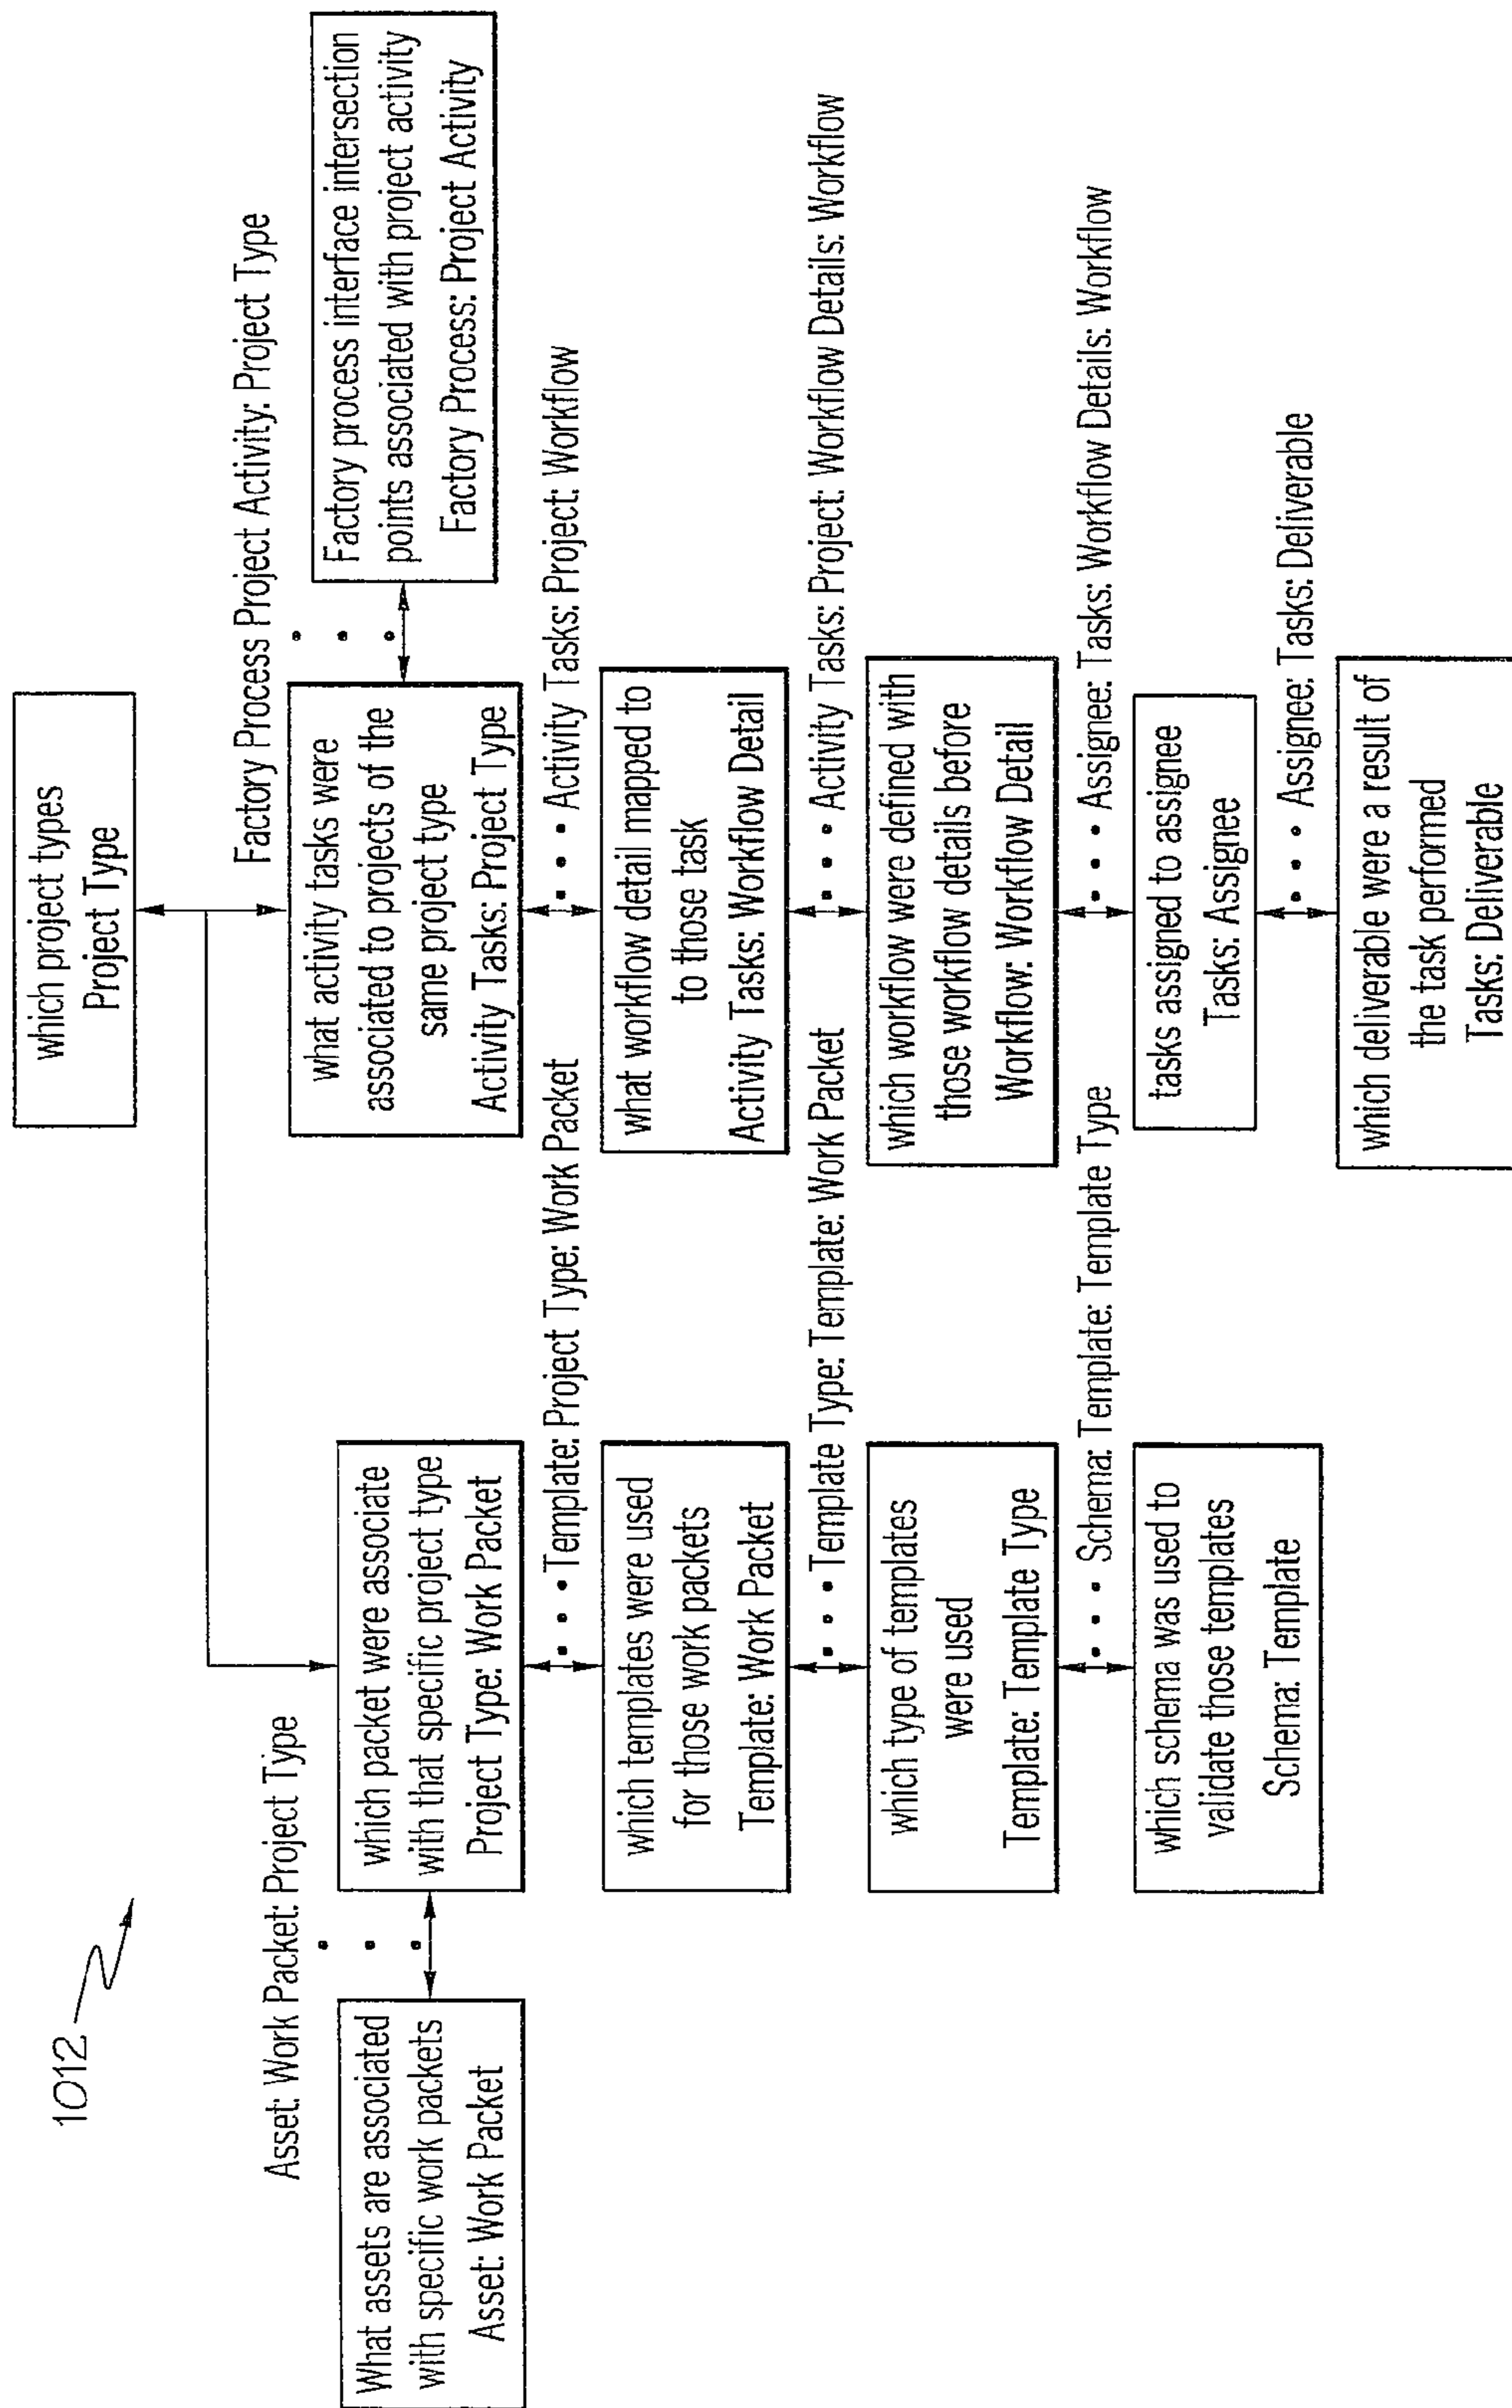 1012
which project types
Project Type
Asset: Work Packet: Project Type
Factory Process Project Activity: Project Type
What assets are associated
with specific work packets
Asset: Work Packet
which packet were associate
with that specific project type
Project Type: Work Packet
what activity tasks were
associated to projects of the
same project type
Activity Tasks: Project Type
Factory process interface intersection
points associated with project activity
Factory Process: Project Activity
Template: Project Type: Work Packet
Activity Tasks: Project: Workflow
which templates were used
for those work packets
Template: Work Packet
what workflow detail mapped to
to those task
Activity Tasks: Workflow Detail
Template Type: Template: Work Packet
Activity Tasks: Project: Workflow Details: Workflow
which type of templates
were used
Template: Template Type
which workflow were defined with
those workflow details before
Workflow: Workflow Detail
Schema: Template: Template Type
Assignee: Tasks: Workflow Details: Workflow
which schema was used to
validate those templates
Schema: Template
tasks assigned to assignee
Tasks: Assignee
Assignee: Tasks: Deliverable
which deliverable were a result of
the task performed
Tasks: Deliverable